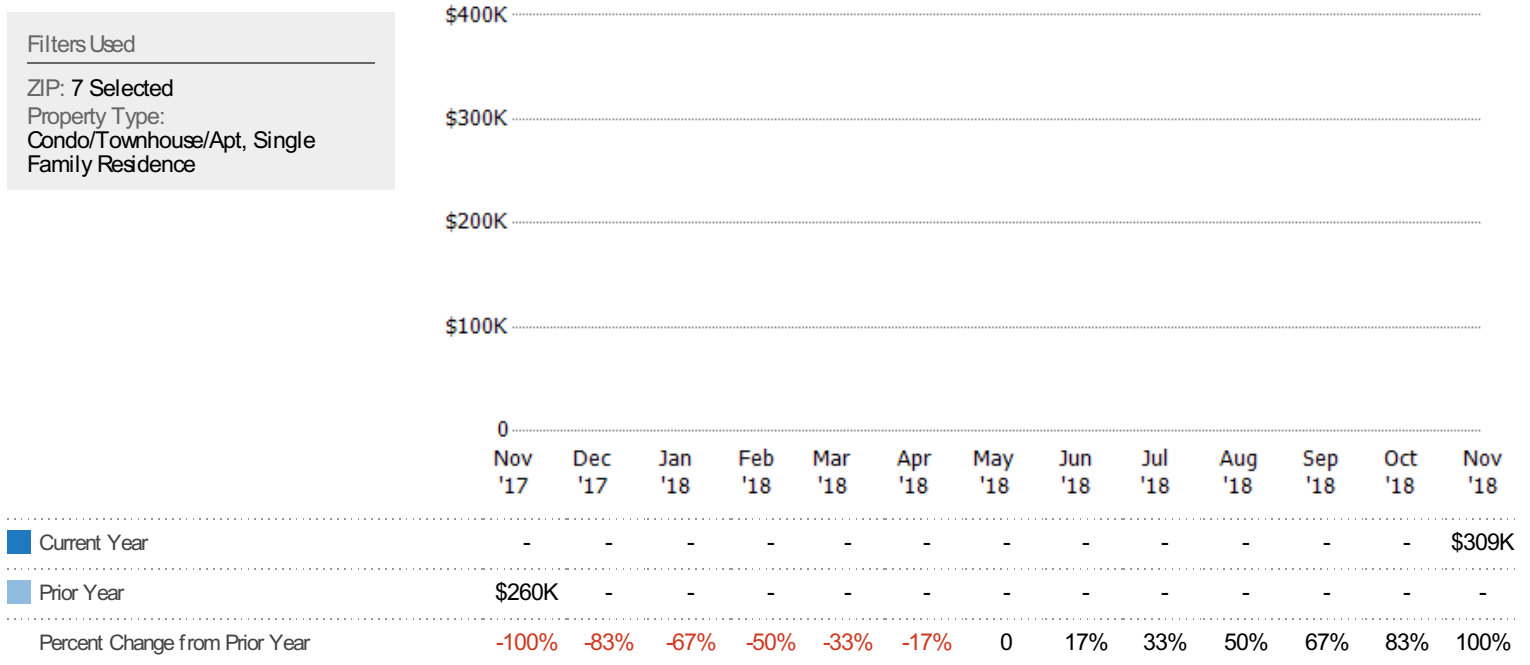 Filters Used
ZIP: 7 Selected
Property Type:
Condo/Townhouse/Apt, Single
Family Residence
$400K
$300K
$200K
$100K
0
Nov Dec Jan Feb Mar Apr May Jun Jul Aug Sep Oct Nov
'17 '17 '18 '18 '18 '18 '18 '18 '18 '18 '18 '18 '18
Current Year - - - - - - - - - - - - $309K
Prior Year $260K - - - - - - - - - - - -
Percent Change from Prior Year -100% -83% -67% -50% -33% -17% 0 17% 33% 50% 67% 83% 100%